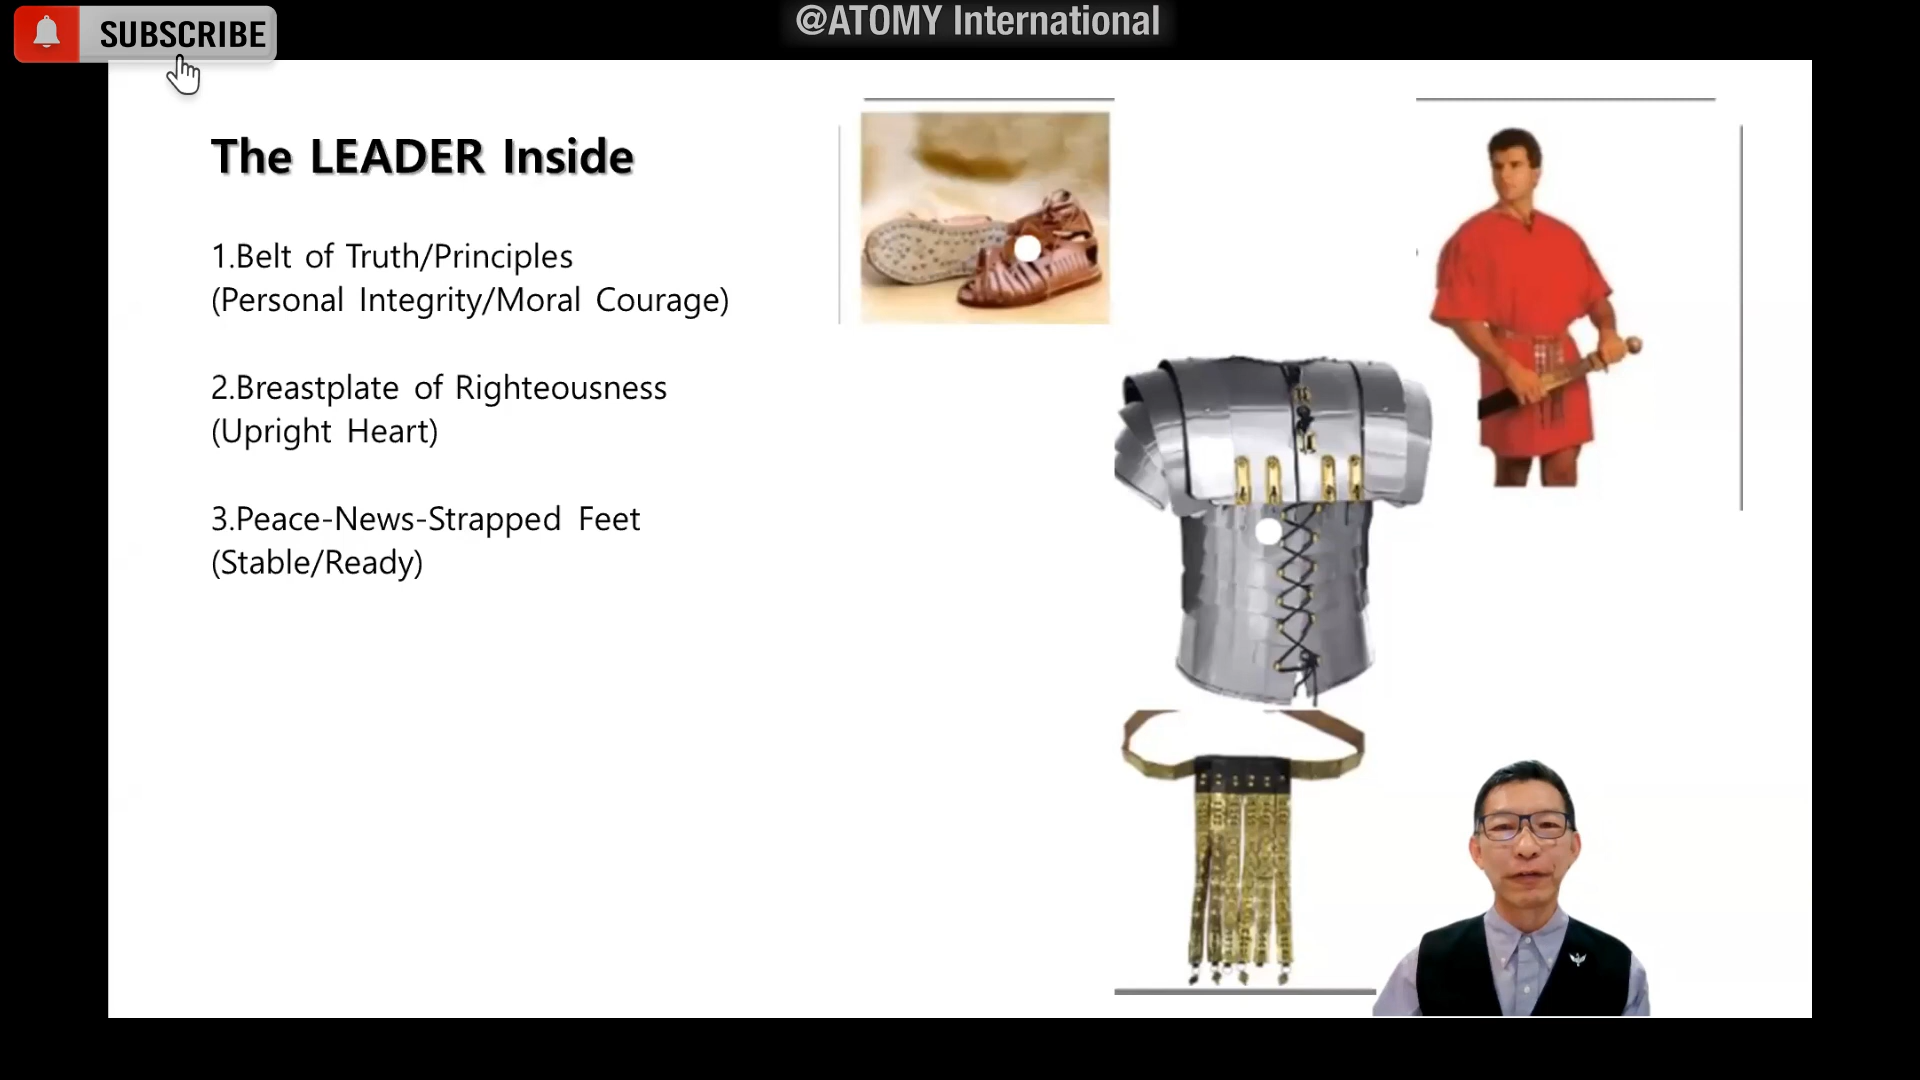 SUBSCRIBE
@ATOMY International
The LEADER Inside
1.Belt of Truth/Principles
(Personal Integrity/Moral Courage)
2.Breastplate of Righteousness
(Upright Heart)
3.Peace-News-Strapped Feet
(Stable/Ready)